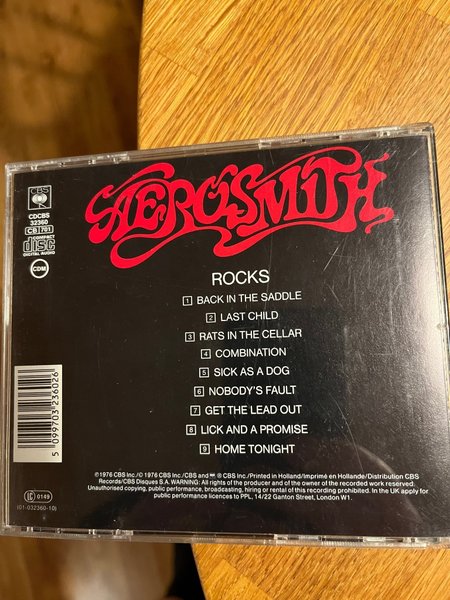 CBS
CDCBS
32360
CB 701
COMPACT
disc
DIGITAL AUDIO
CDM
AEROSMITH
ROCKS
1 BACK IN THE SADDLE
2 LAST CHILD
3 RATS IN THE CELLAR
4 COMBINATION
5 SICK AS A DOG
6 NOBODY'S FAULT
7 GET THE LEAD OUT
8 LICK AND A PROMISE
9 HOME TONIGHT
5 099703 236026
℗ 1976 CBS Inc./© 1976 CBS Inc./CBS and ® CBS Inc./Printed in Holland/Imprimé en Hollande/Distribution CBS
Records/CBS Disques S.A. WARNING: All rights of the producer and of the owner of the recorded work reserved.
Unauthorised copying, public performance, broadcasting, hiring or rental of this recording prohibited. In the UK apply for
public performance licences to PPL, 14/22 Ganton Street, London W1.
LC 0149
(01-032360-10)